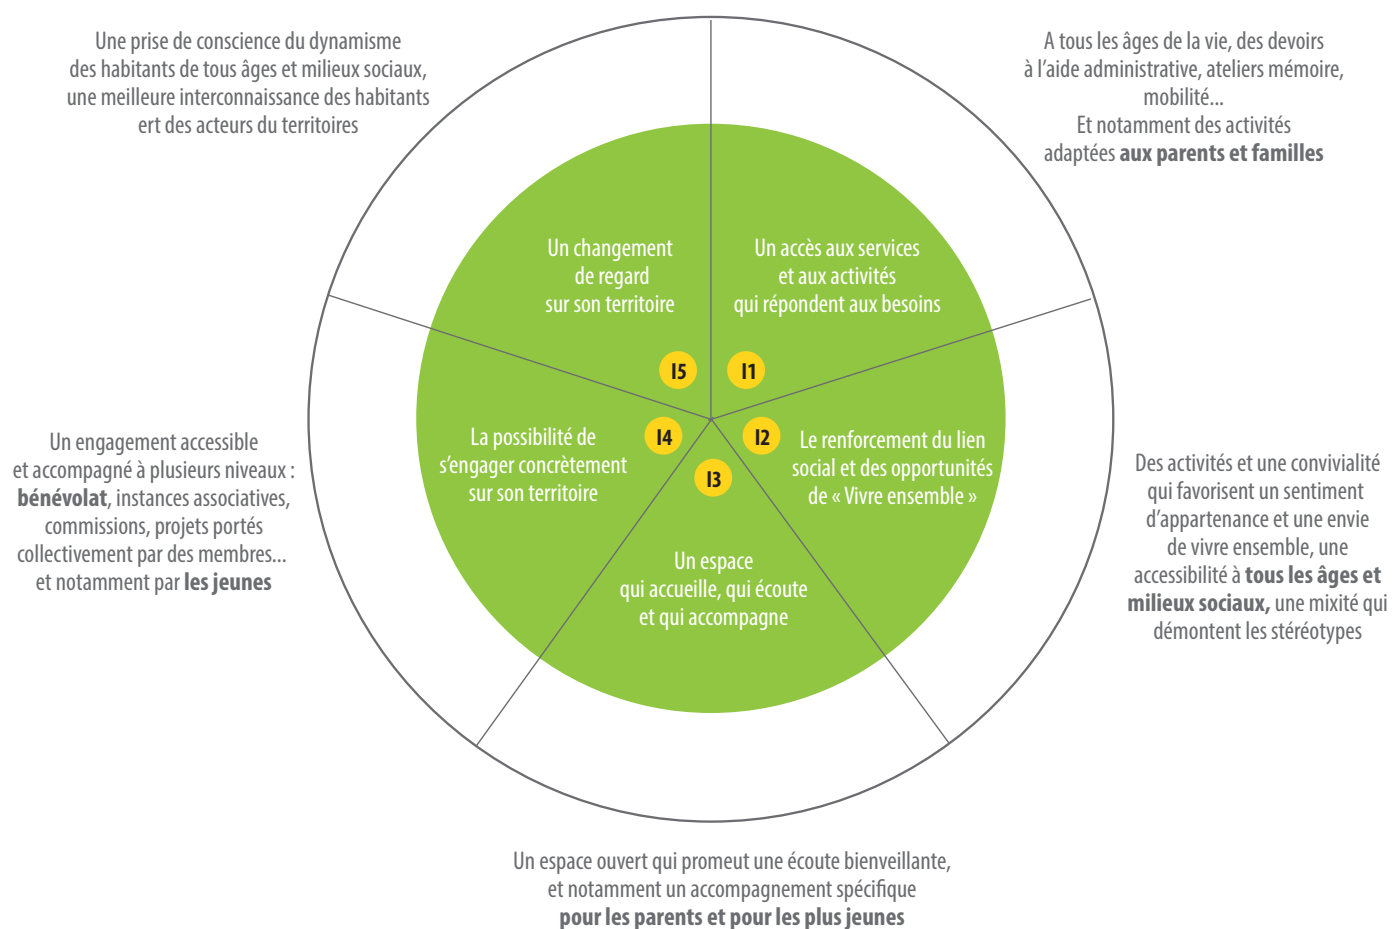 Une prise de conscience du dynamisme
des habitants de tous âges et milieux sociaux,
une meilleure interconnaissance des habitants
ert des acteurs du territoires
A tous les âges de la vie, des devoirs
à l'aide administrative, ateliers mémoire,
mobilité...
Et notamment des activités
adaptées aux parents et familles
Un changement
de regard
sur son territoire
I5
Un accès aux services
et aux activités
qui répondent aux besoins
I1
Un engagement accessible
et accompagné à plusieurs niveaux :
bénévolat, instances associatives,
commissions, projets portés
collectivement par des membres...
et notamment par les jeunes
La possibilité de
s'engager concrètement
sur son territoire
I4
I2
Le renforcement du lien
social et des opportunités
de « Vivre ensemble »
Des activités et une convivialité
qui favorisent un sentiment
d'appartenance et une envie
de vivre ensemble, une
accessibilité à tous les âges et
milieux sociaux, une mixité qui
démontent les stéréotypes
I3
Un espace
qui accueille, qui écoute
et qui accompagne
Un espace ouvert qui promeut une écoute bienveillante,
et notamment un accompagnement spécifique
pour les parents et pour les plus jeunes